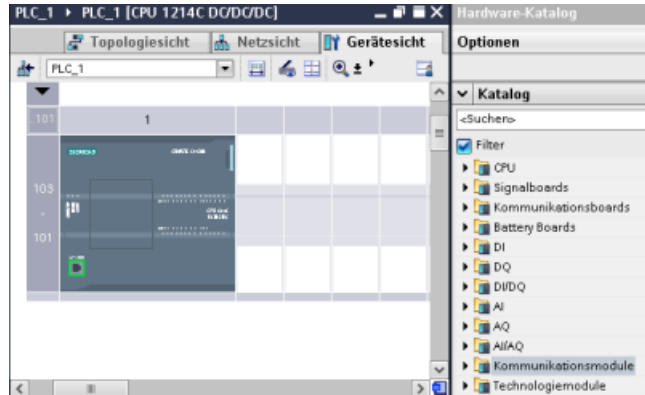 PLC_1 ▸ PLC_1 [CPU 1214C DC/DC/DC]
Topologiesicht Netzsicht Gerätesicht
PLC_1
..101
1
SIEMENS
103
-
101
Hardware-Katalog
Optionen
Katalog
<Suchen>
Filter
CPU
Signalboards
Kommunikationsboards
Battery Boards
DI
DQ
DI/DQ
AI
AQ
AI/AQ
Kommunikationsmodule
Technologiemodule